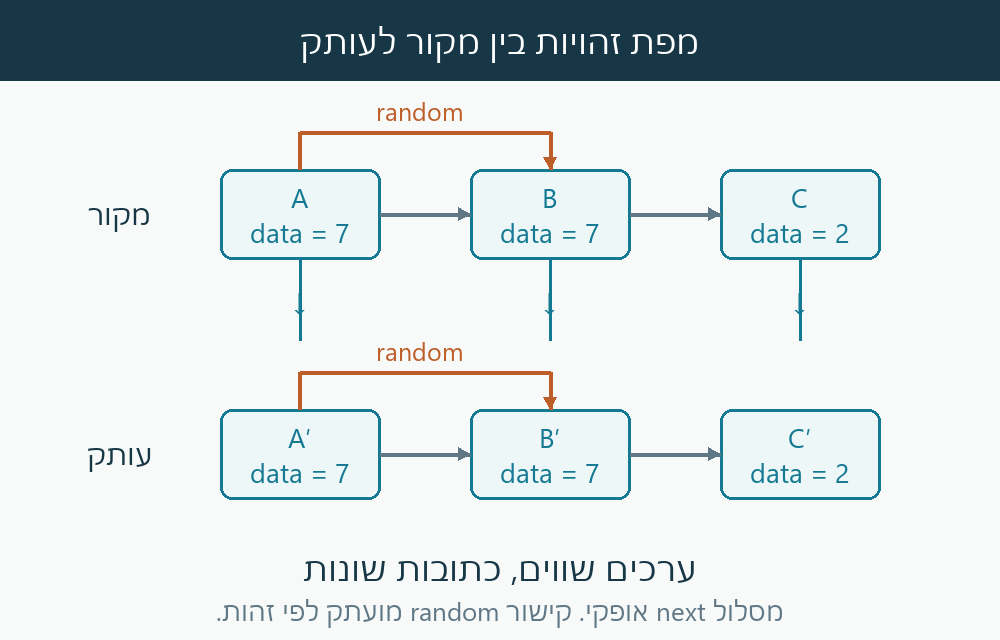 מפת זהויות בין מקור לעותק
random
מקור
A
data = 7
B
data = 7
C
data = 2
random
עותק
A′
data = 7
B′
data = 7
C′
data = 2
ערכים שווים, כתובות שונות
מסלול next אופקי. קישור random מועתק לפי זהות.